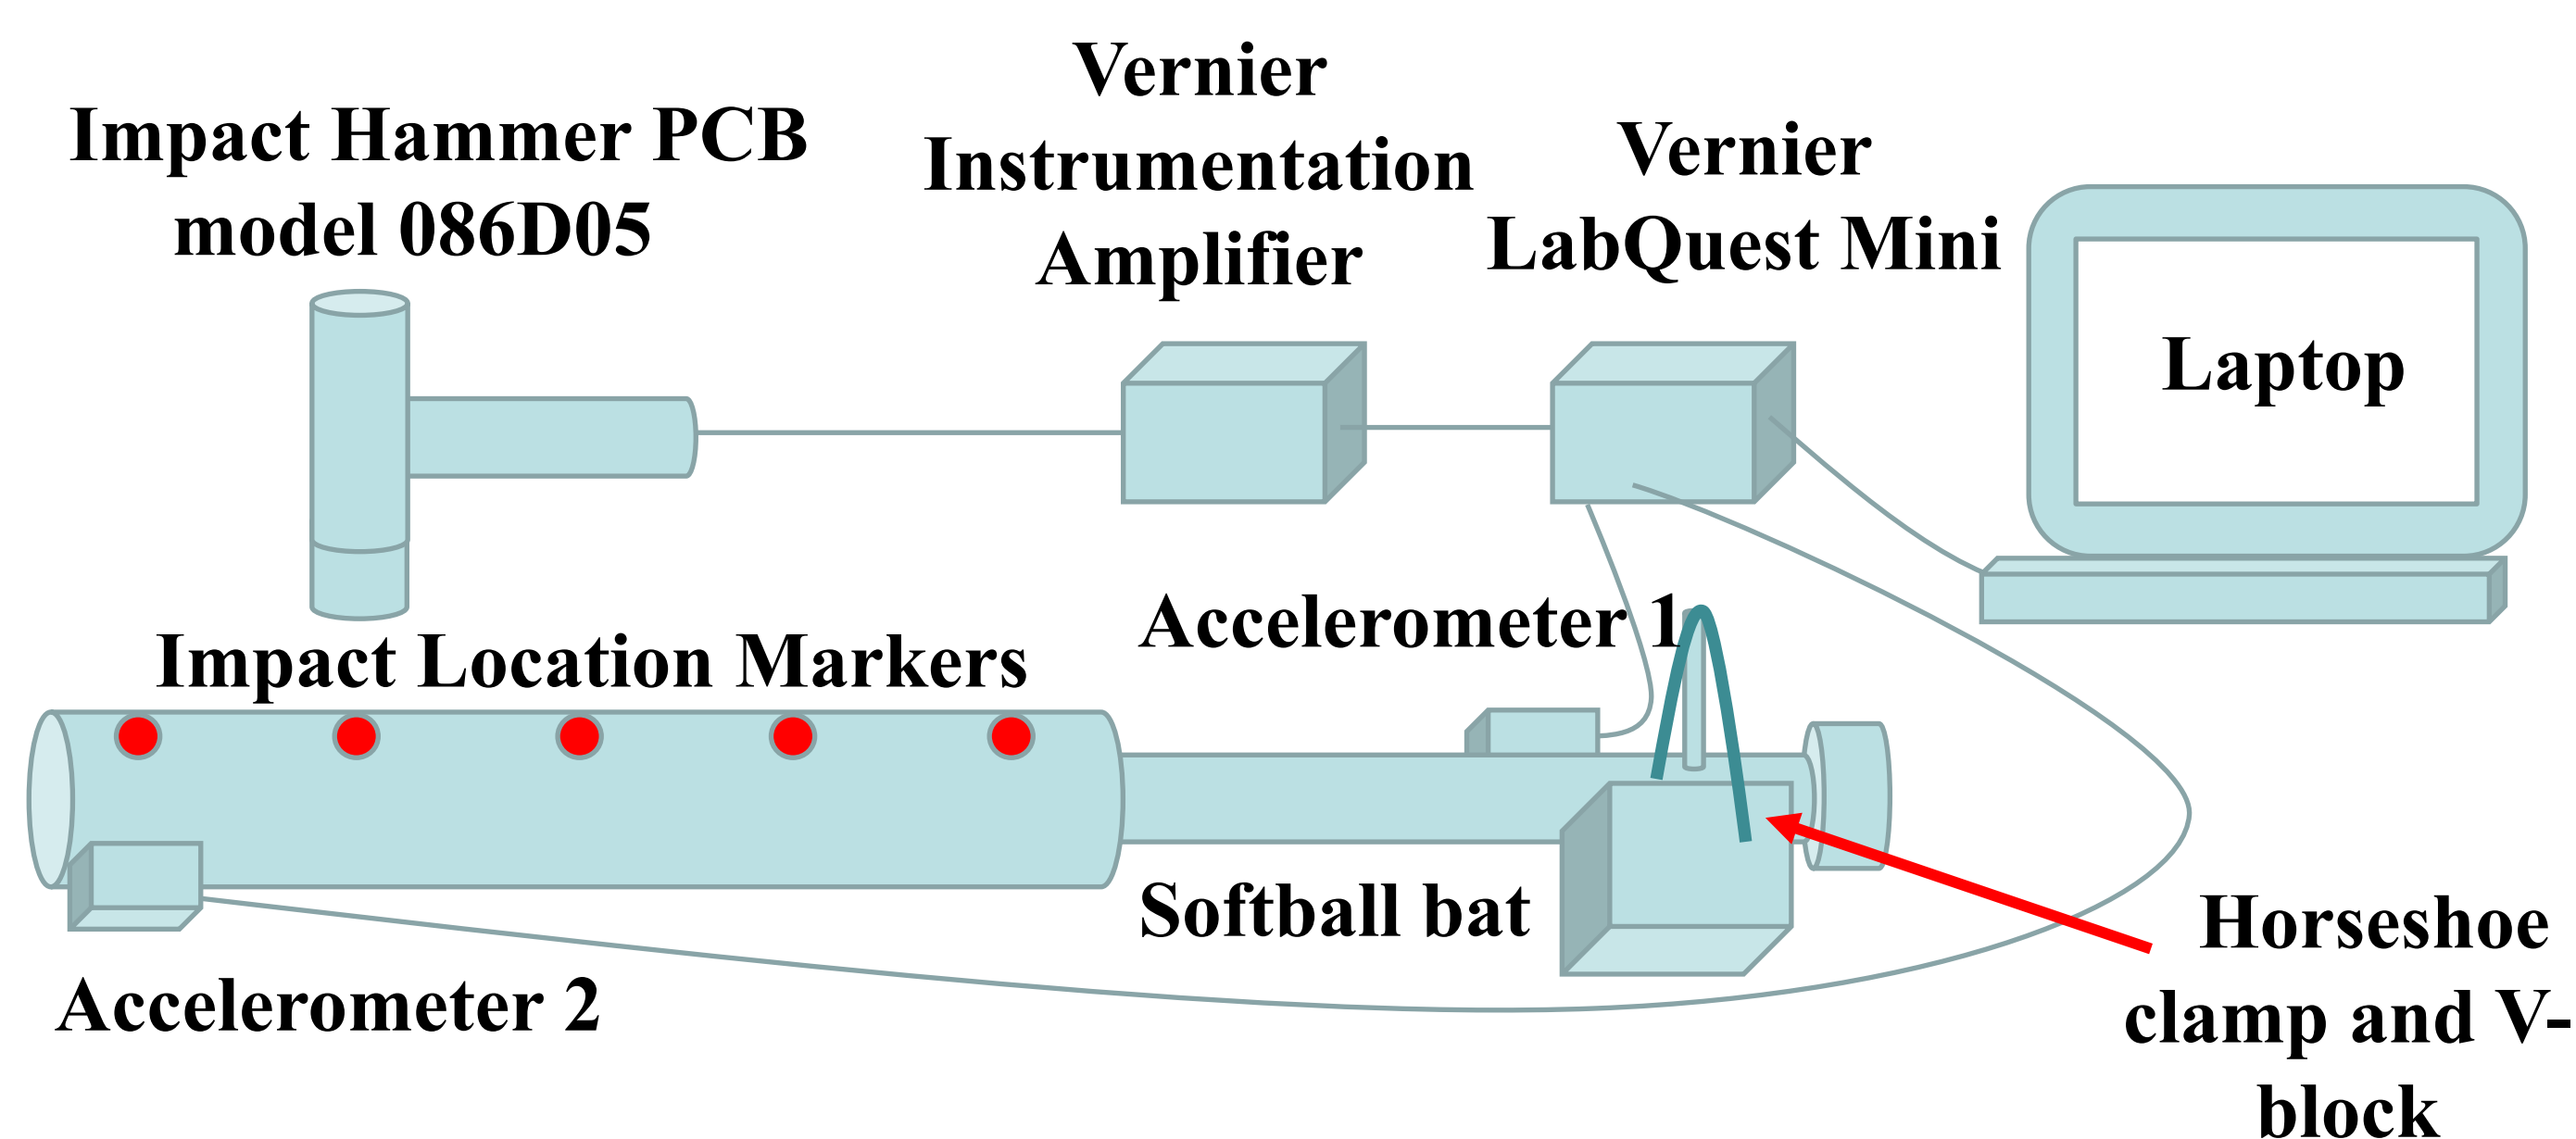 Impact Hammer PCB
model 086D05
Vernier
Instrumentation
Amplifier
Vernier
LabQuest Mini
Laptop
Impact Location Markers
Accelerometer 1
Softball bat
Accelerometer 2
Horseshoe
clamp and V-
block